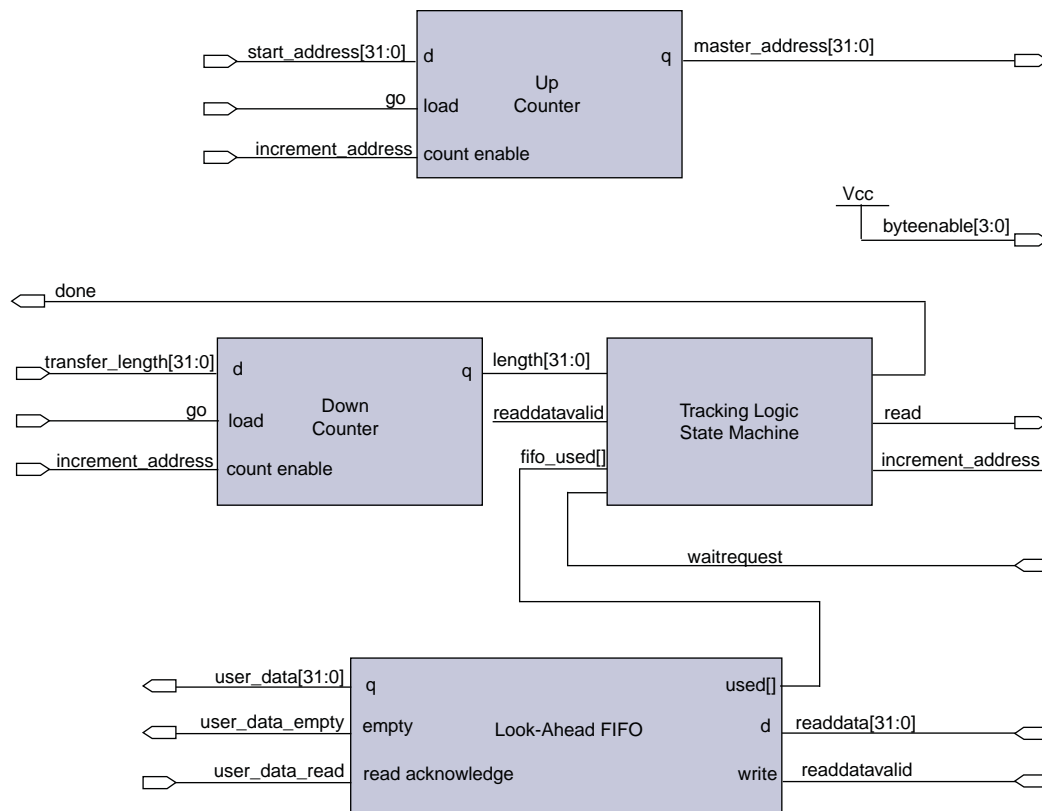 start_address[31:0]
d
q
master_address[31:0]
Up
Counter
go
load
increment_address
count enable
Vcc
byteenable[3:0]
done
transfer_length[31:0]
d
q
length[31:0]
go
load
Down
Counter
readdatavalid
Tracking Logic
State Machine
read
increment_address
count enable
fifo_used[]
increment_address
waitrequest
user_data[31:0]
q
used[]
user_data_empty
empty
Look-Ahead FIFO
d
readdata[31:0]
user_data_read
read acknowledge
write
readdatavalid